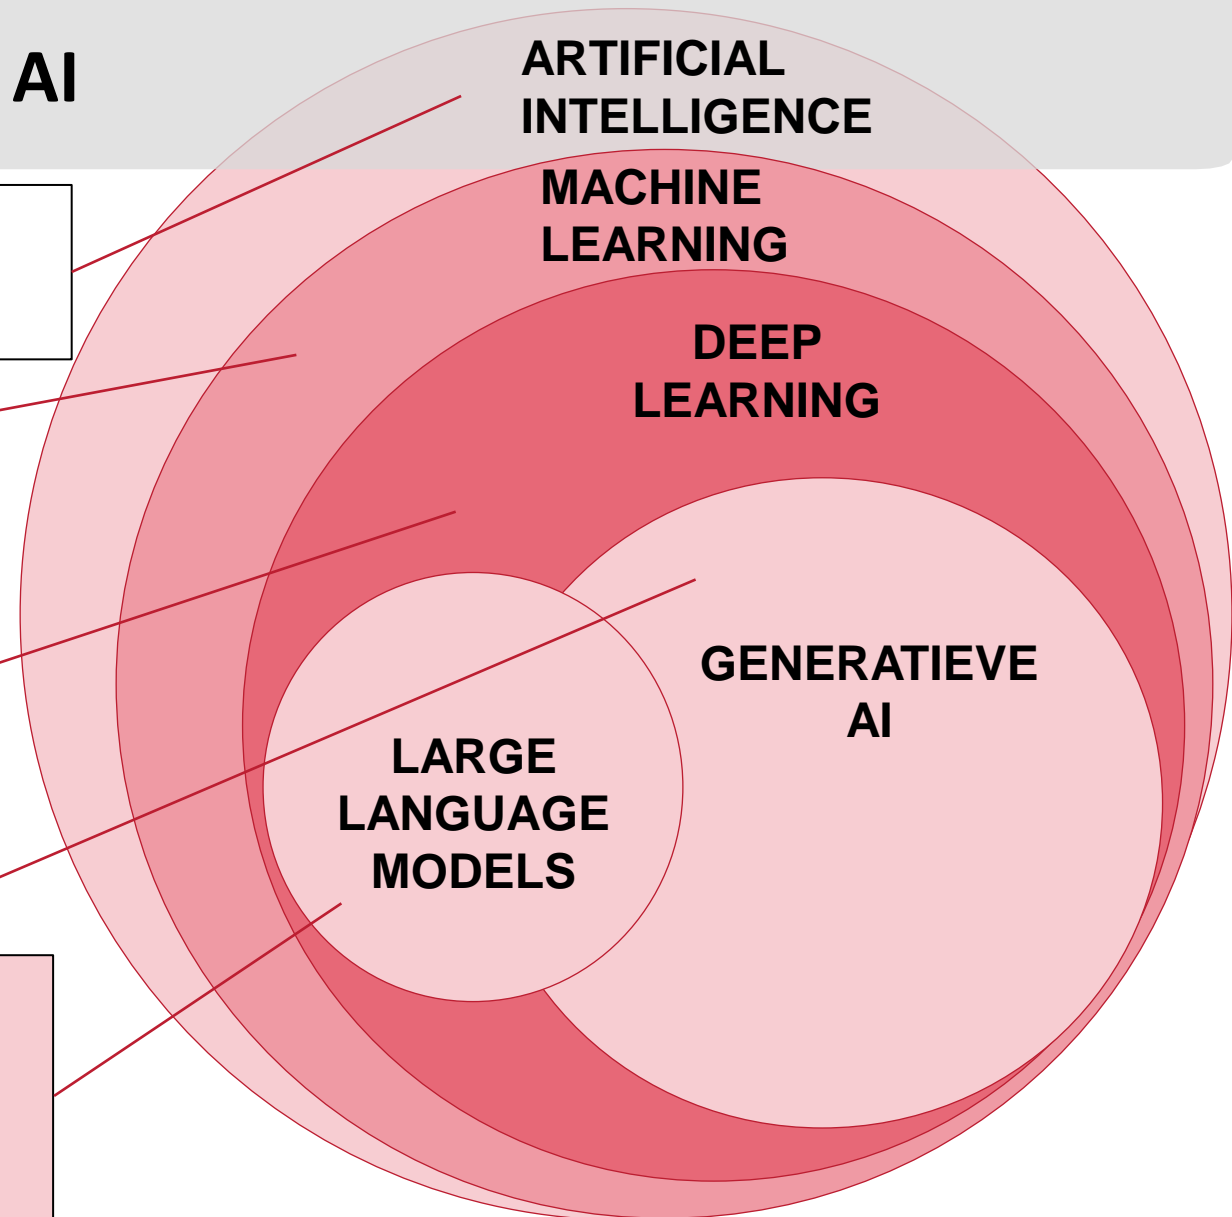 AI
ARTIFICIAL
INTELLIGENCE
MACHINE
LEARNING
DEEP
LEARNING
GENERATIEVE
AI
LARGE
LANGUAGE
MODELS